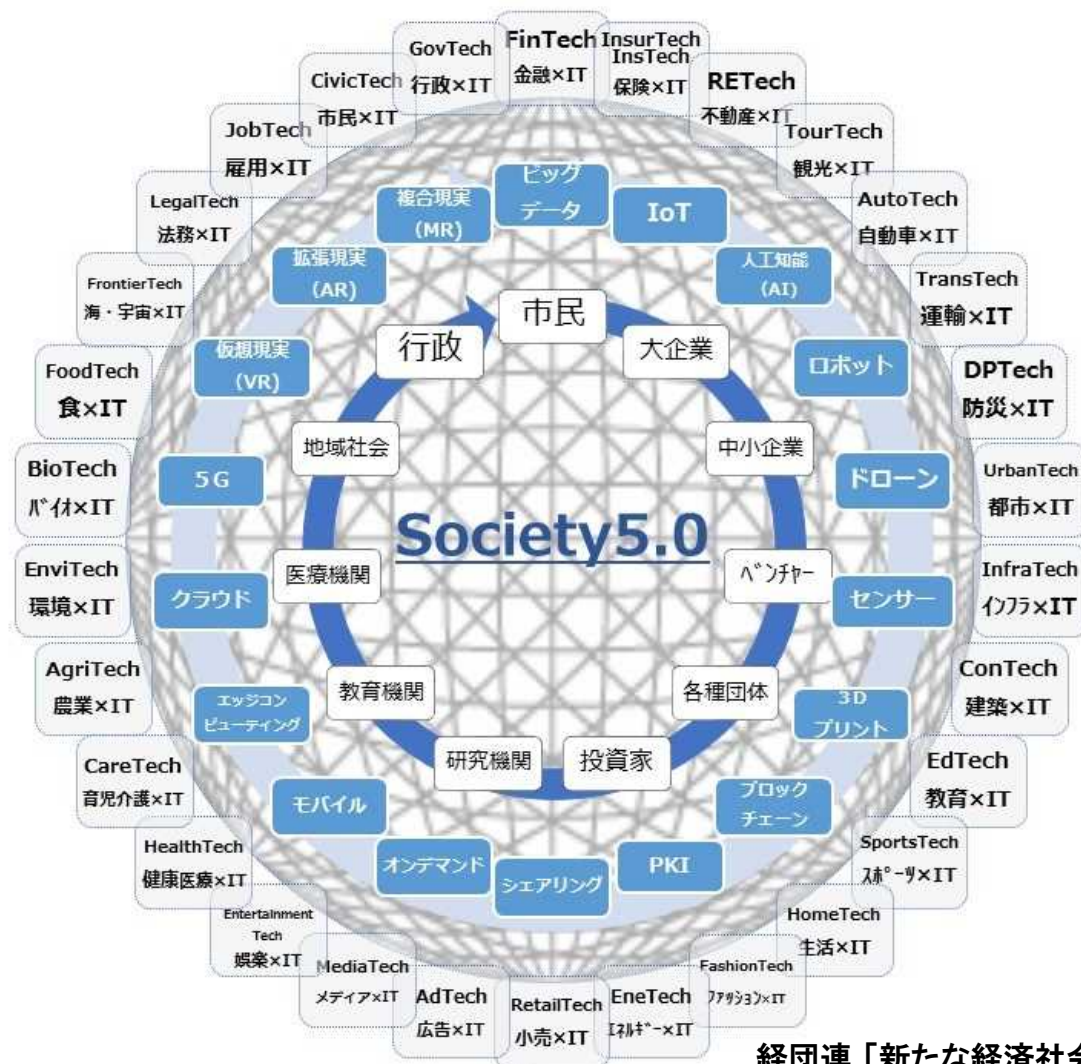 FinTech
金融×IT
InsurTech
InsTech
保険×IT
RETech
不動産×IT
TourTech
観光×IT
AutoTech
自動車×IT
TransTech
運輸×IT
DPTech
防災×IT
UrbanTech
都市×IT
InfraTech
インフラ×IT
ConTech
建築×IT
EdTech
教育×IT
SportsTech
スポーツ×IT
HomeTech
生活×IT
FashionTech
ファッション×IT
EneTech
エネルギー×IT
RetailTech
小売×IT
AdTech
広告×IT
MediaTech
メディア×IT
Entertainment
Tech
娯楽×IT
HealthTech
健康医療×IT
CareTech
育児介護×IT
AgriTech
農業×IT
EnviTech
環境×IT
BioTech
バイオ×IT
FoodTech
食×IT
FrontierTech
海・宇宙×IT
LegalTech
法務×IT
JobTech
雇用×IT
CivicTech
市民×IT
GovTech
行政×IT
ビッグ
データ
IoT
人工知能
(AI)
ロボット
ドローン
センサー
3D
プリント
ブロック
チェーン
PKI
シェアリング
オンデマンド
モバイル
エッジコン
ピューティング
クラウド
5G
仮想現実
(VR)
拡張現実
(AR)
複合現実
(MR)
市民
大企業
中小企業
ベンチャー
各種団体
投資家
研究機関
教育機関
医療機関
地域社会
行政
Society5.0
経団連「新たな経済社会